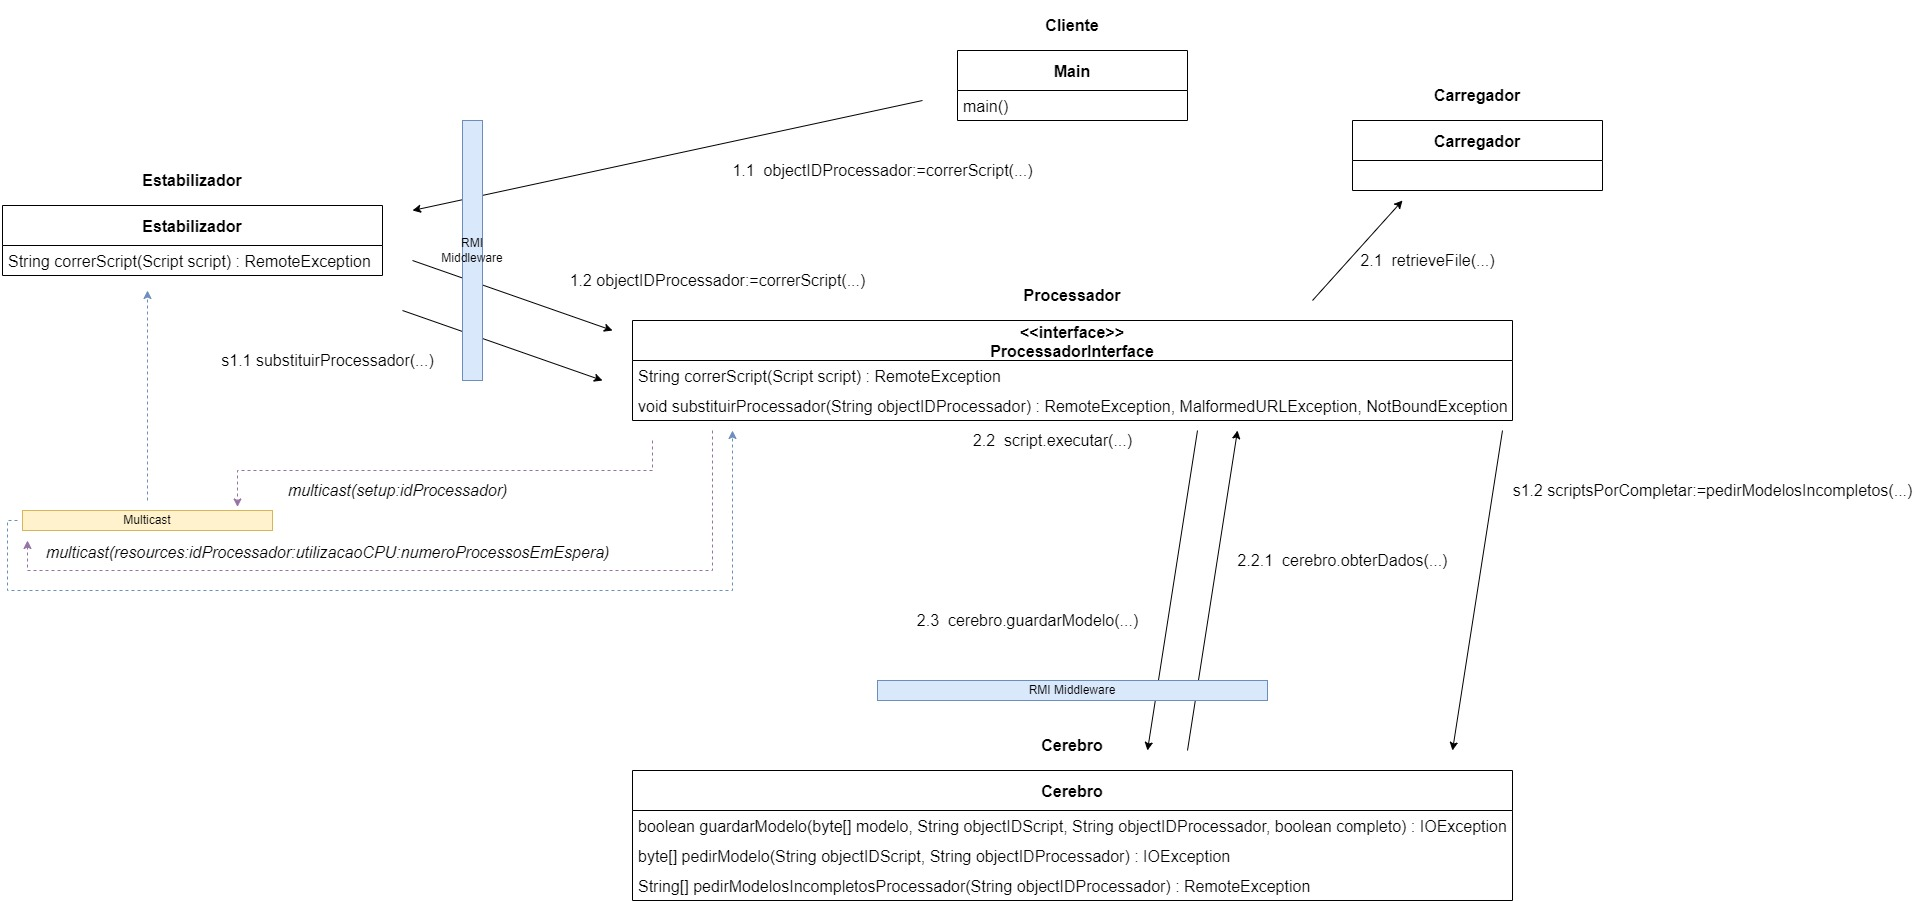 Cliente
Main
main()
Carregador
Carregador
1.1  objectIDProcessador:=correrScript(...)
Estabilizador
Estabilizador
String correrScript(Script script) : RemoteException
RMI
Middleware
2.1  retrieveFile(...)
1.2 objectIDProcessador:=correrScript(...)
Processador
<<interface>>
ProcessadorInterface
String correrScript(Script script) : RemoteException
void substituirProcessador(String objectIDProcessador) : RemoteException, MalformedURLException, NotBoundException
s1.1 substituirProcessador(...)
2.2  script.executar(...)
multicast(setup:idProcessador)
s1.2 scriptsPorCompletar:=pedirModelosIncompletos(...)
Multicast
multicast(resources:idProcessador:utilizacaoCPU:numeroProcessosEmEspera)
2.2.1  cerebro.obterDados(...)
2.3  cerebro.guardarModelo(...)
RMI Middleware
Cerebro
Cerebro
boolean guardarModelo(byte[] modelo, String objectIDScript, String objectIDProcessador, boolean completo) : IOException
byte[] pedirModelo(String objectIDScript, String objectIDProcessador) : IOException
String[] pedirModelosIncompletosProcessador(String objectIDProcessador) : RemoteException